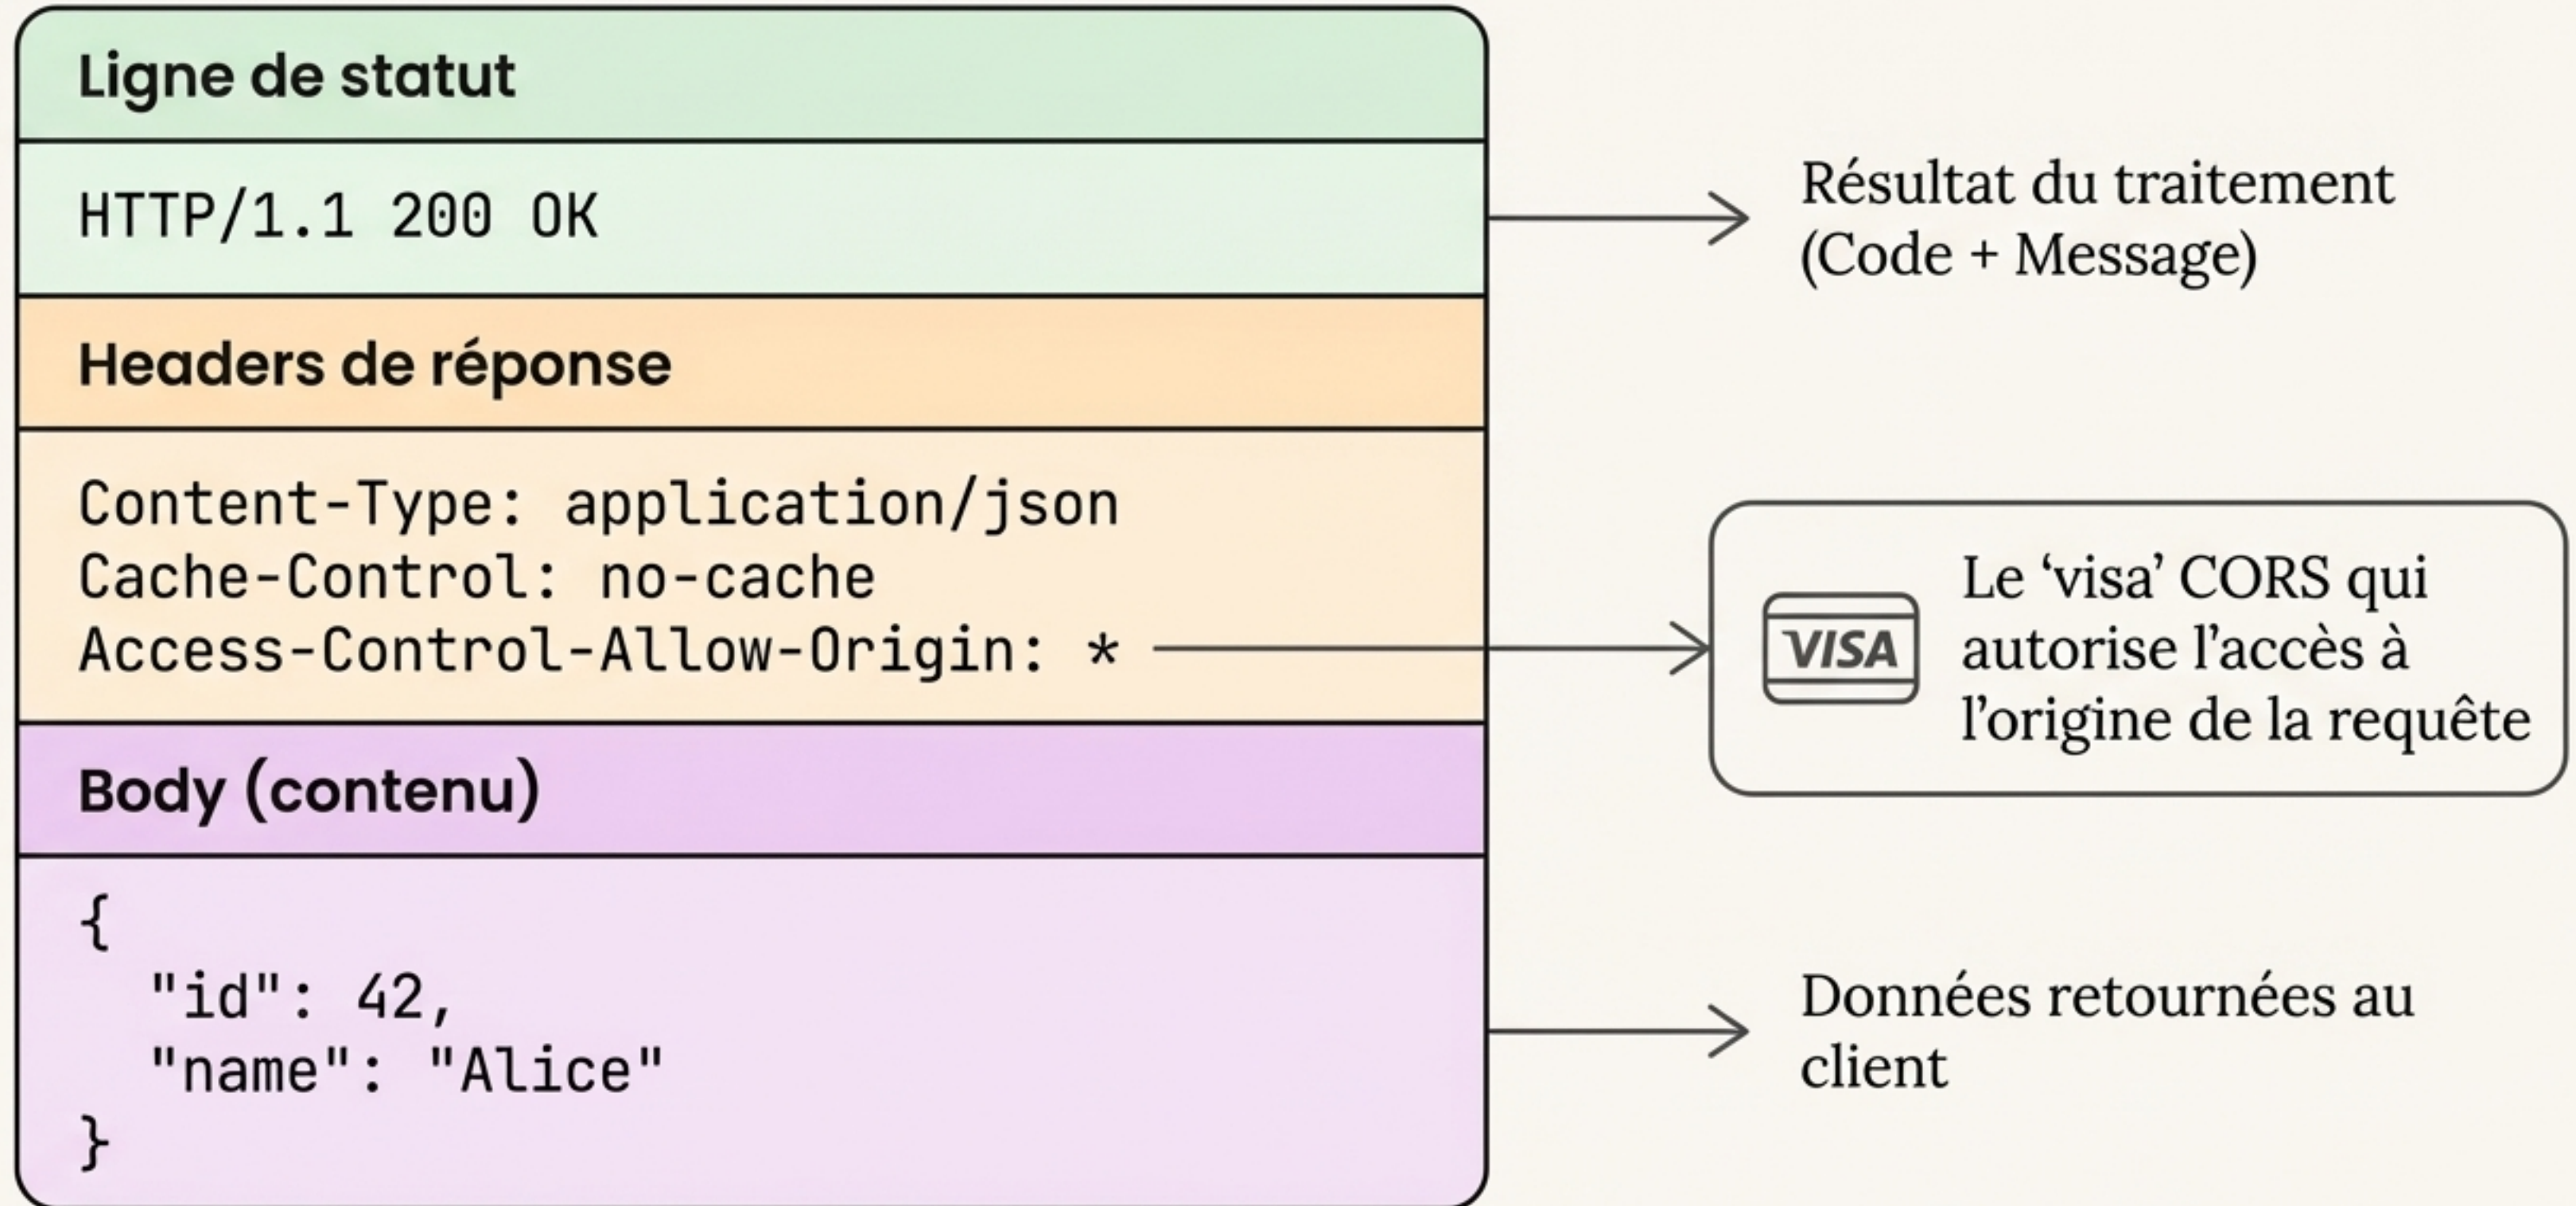 Ligne de statut
HTTP/1.1 200 OK
Résultat du traitement
(Code + Message)
Headers de réponse
Content-Type: application/json
Cache-Control: no-cache
Access-Control-Allow-Origin: *
VISA
Le ‘visa’ CORS qui
autorise l’accès à
l’origine de la requête
Body (contenu)
{
"id": 42,
"name": "Alice"
}
Données retournées au
client